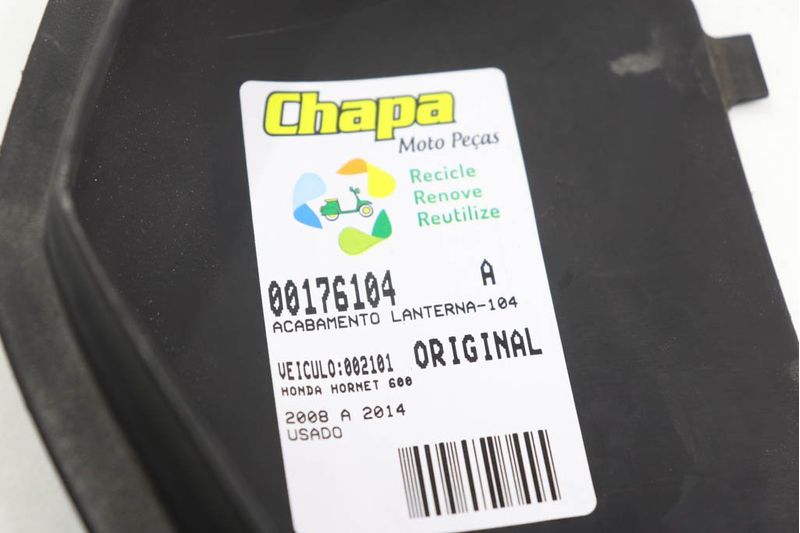 Chapa
Moto Peças
Recicle
Renove
Reutilize
00176104 A
ACABAMENTO LANTERNA-104
VEICULO:002101 ORIGINAL
HONDA HORNET 600
2008 A 2014
USADO